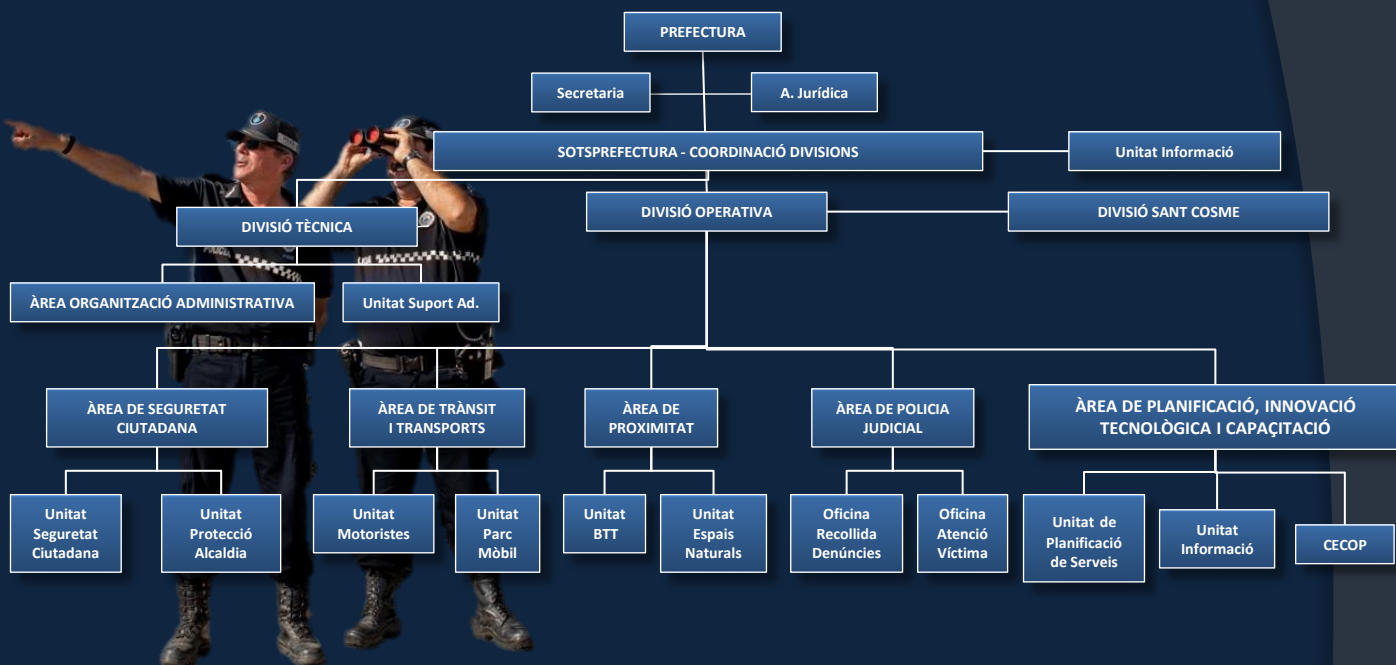 PREFECTURA
Secretaria
A. Jurídica
SOTSPREFECTURA - COORDINACIÓ DIVISIONS
Unitat Informació
DIVISIÓ TÈCNICA
DIVISIÓ OPERATIVA
DIVISIÓ SANT COSME
ÀREA ORGANITZACIÓ ADMINISTRATIVA
Unitat Suport Ad.
ÀREA DE SEGURETAT
CIUTADANA
ÀREA DE TRÀNSIT
I TRANSPORTS
ÀREA DE
PROXIMITAT
ÀREA DE POLICIA
JUDICIAL
ÀREA DE PLANIFICACIÓ, INNOVACIÓ
TECNOLÒGICA I CAPAÇITACIÓ
Unitat
Seguretat
Ciutadana
Unitat
Protecció
Alcaldia
Unitat
Motoristes
Unitat
Parc
Mòbil
Unitat
BTT
Unitat
Espais
Naturals
Oficina
Recollida
Denúncies
Oficina
Atenció
Víctima
Unitat de
Planificació
de Serveis
Unitat
Informació
CECOP